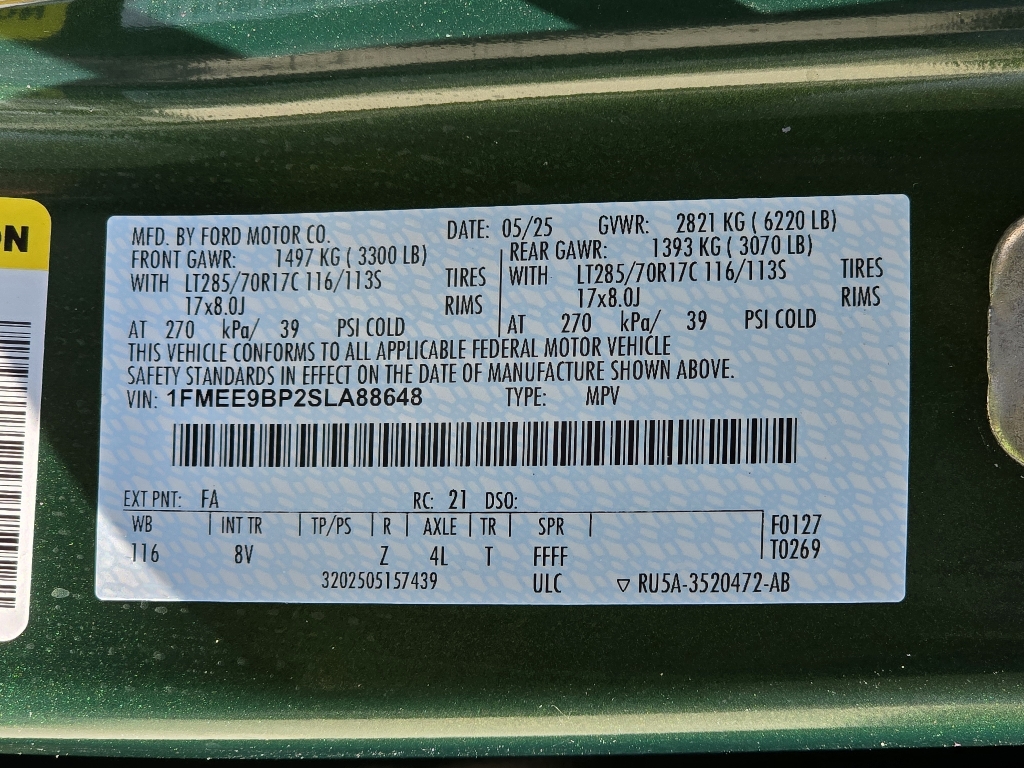 ON
MFD. BY FORD MOTOR CO. DATE: 05/25 GVWR: 2821 KG ( 6220 LB)
FRONT GAWR: 1497 KG ( 3300 LB) REAR GAWR: 1393 KG ( 3070 LB)
WITH LT285/70R17C 116/113S TIRES WITH LT285/70R17C 116/113S TIRES
17x8.0J RIMS 17x8.0J RIMS
AT 270 kPa/ 39 PSI COLD AT 270 kPa/ 39 PSI COLD
THIS VEHICLE CONFORMS TO ALL APPLICABLE FEDERAL MOTOR VEHICLE
SAFETY STANDARDS IN EFFECT ON THE DATE OF MANUFACTURE SHOWN ABOVE.
VIN: 1FMEE9BP2SLA88648 TYPE: MPV
EXT PNT: FA RC: 21 DSO:
WB INT TR TP/PS R AXLE TR SPR F0127
116 8V Z 4L T FFFF T0269
3202505157439 ULC ▽ RU5A-3520472-AB